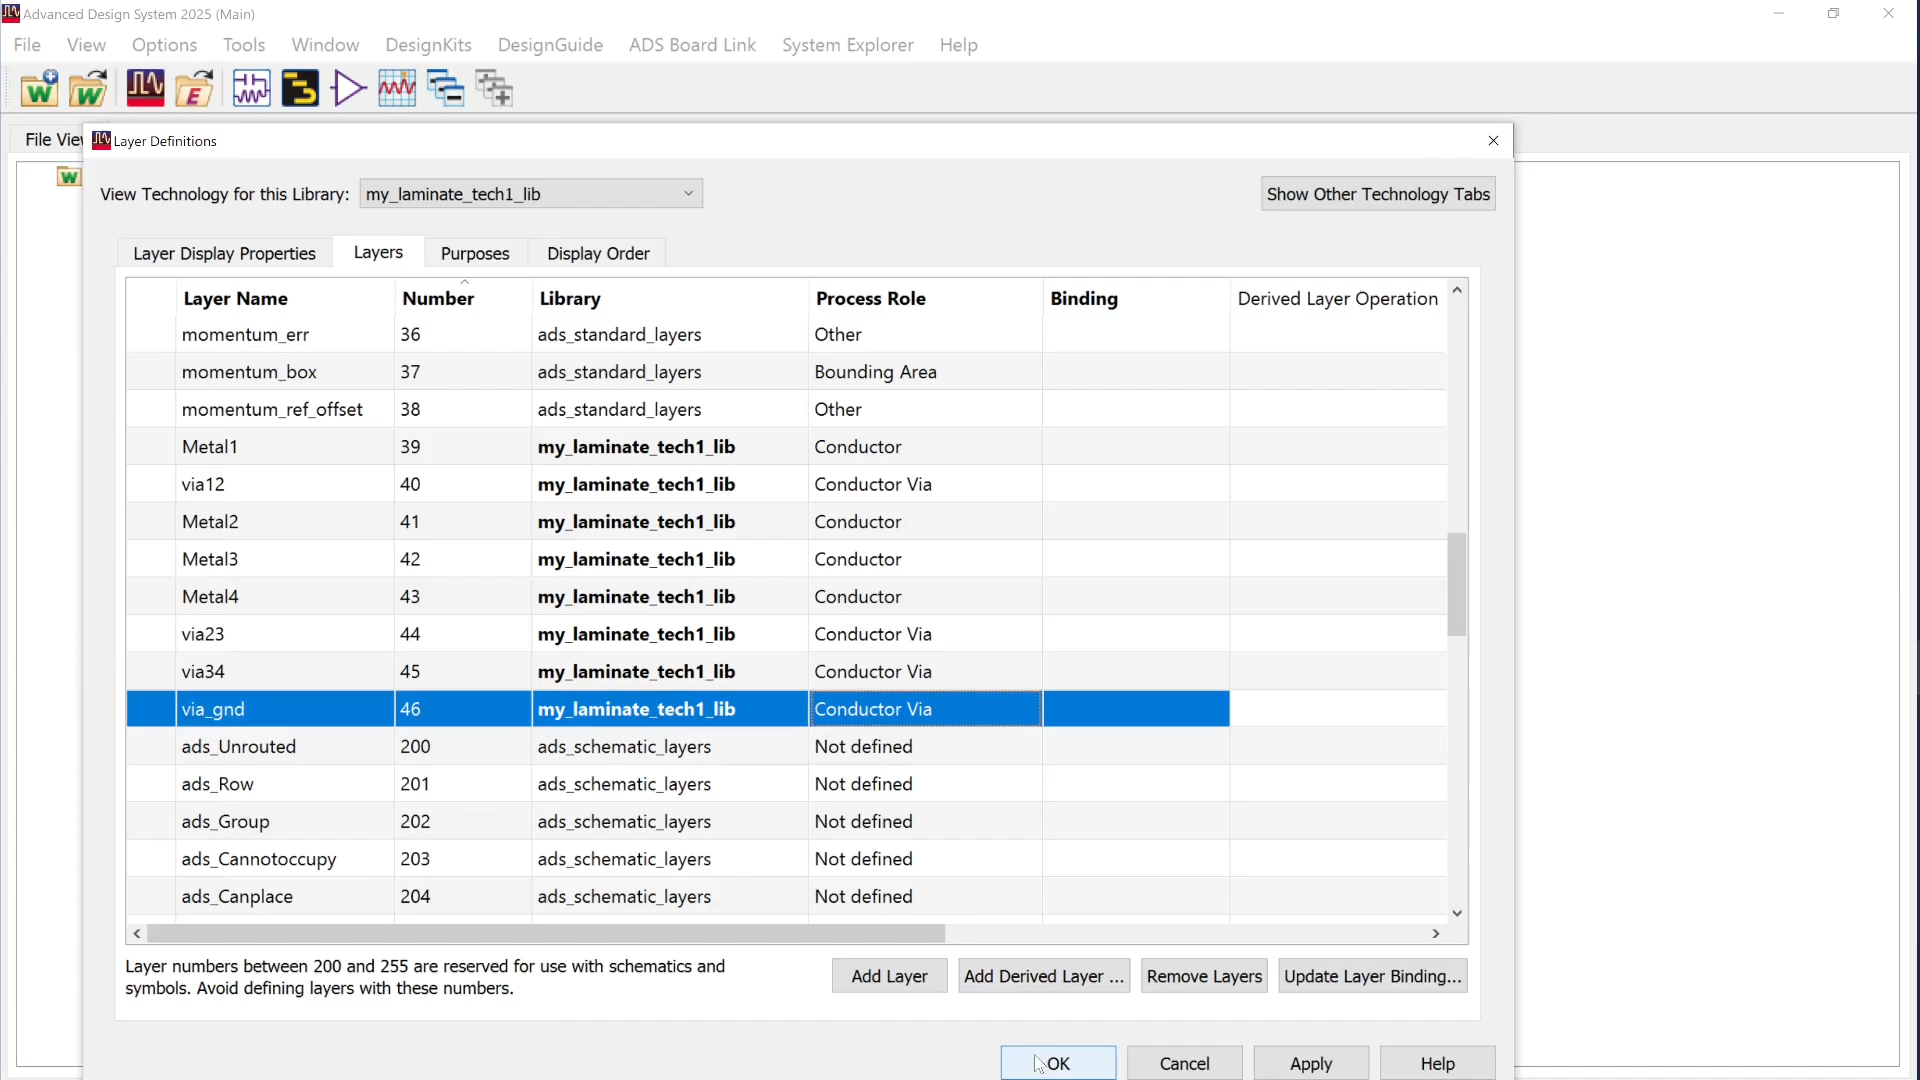 Advanced Design System 2025 (Main)
File View Options Tools Window DesignKits DesignGuide ADS Board Link System Explorer Help
W W E
File Vie
Layer Definitions
W
View Technology for this Library: my_laminate_tech1_lib Show Other Technology Tabs
Layer Display Properties Layers Purposes Display Order
Layer Name Number Library Process Role Binding Derived Layer Operation
momentum_err 36 ads_standard_layers Other
momentum_box 37 ads_standard_layers Bounding Area
momentum_ref_offset 38 ads_standard_layers Other
Metal1 39 my_laminate_tech1_lib Conductor
via12 40 my_laminate_tech1_lib Conductor Via
Metal2 41 my_laminate_tech1_lib Conductor
Metal3 42 my_laminate_tech1_lib Conductor
Metal4 43 my_laminate_tech1_lib Conductor
via23 44 my_laminate_tech1_lib Conductor Via
via34 45 my_laminate_tech1_lib Conductor Via
via_gnd 46 my_laminate_tech1_lib Conductor Via
ads_Unrouted 200 ads_schematic_layers Not defined
ads_Row 201 ads_schematic_layers Not defined
ads_Group 202 ads_schematic_layers Not defined
ads_Cannotoccupy 203 ads_schematic_layers Not defined
ads_Canplace 204 ads_schematic_layers Not defined
Layer numbers between 200 and 255 are reserved for use with schematics and
symbols. Avoid defining layers with these numbers.
Add Layer Add Derived Layer ... Remove Layers Update Layer Binding...
OK Cancel Apply Help